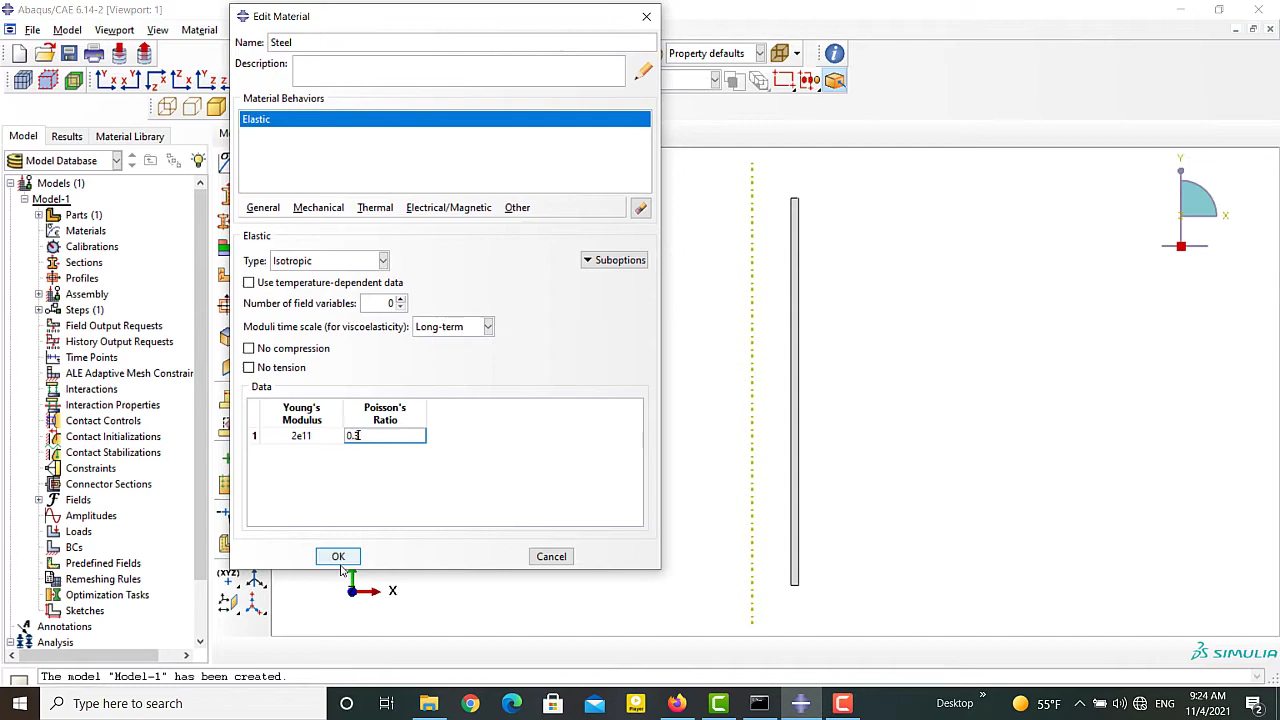 Abaqus/CAE 6.14-2 [Viewport: 1]
Edit Material
File Model Viewport View Material
Name: Steel
Description:
Property defaults
Material Behaviors
Elastic
Model Results Material Library
Model Database
General Mechanical Thermal Electrical/Magnetic Other
Models (1)
Model-1
Parts (1)
Materials
Calibrations
Sections
Profiles
Assembly
Steps (1)
Field Output Requests
History Output Requests
Time Points
ALE Adaptive Mesh Constrain
Interactions
Interaction Properties
Contact Controls
Contact Initializations
Contact Stabilizations
Constraints
Connector Sections
Fields
Amplitudes
Loads
BCs
Predefined Fields
Remeshing Rules
Optimization Tasks
Sketches
Annotations
Analysis
Elastic
Type: Isotropic
Suboptions
Use temperature-dependent data
Number of field variables: 0
Moduli time scale (for viscoelasticity): Long-term
No compression
No tension
Data
Young's Modulus
Poisson's Ratio
1 2e11 0.3
OK Cancel
(XYZ)
X
Y
Z X
SIMULIA
The model "Model-1" has been created.
Type here to search
Player
Desktop
55°F
ENG
9:24 AM
11/4/2021